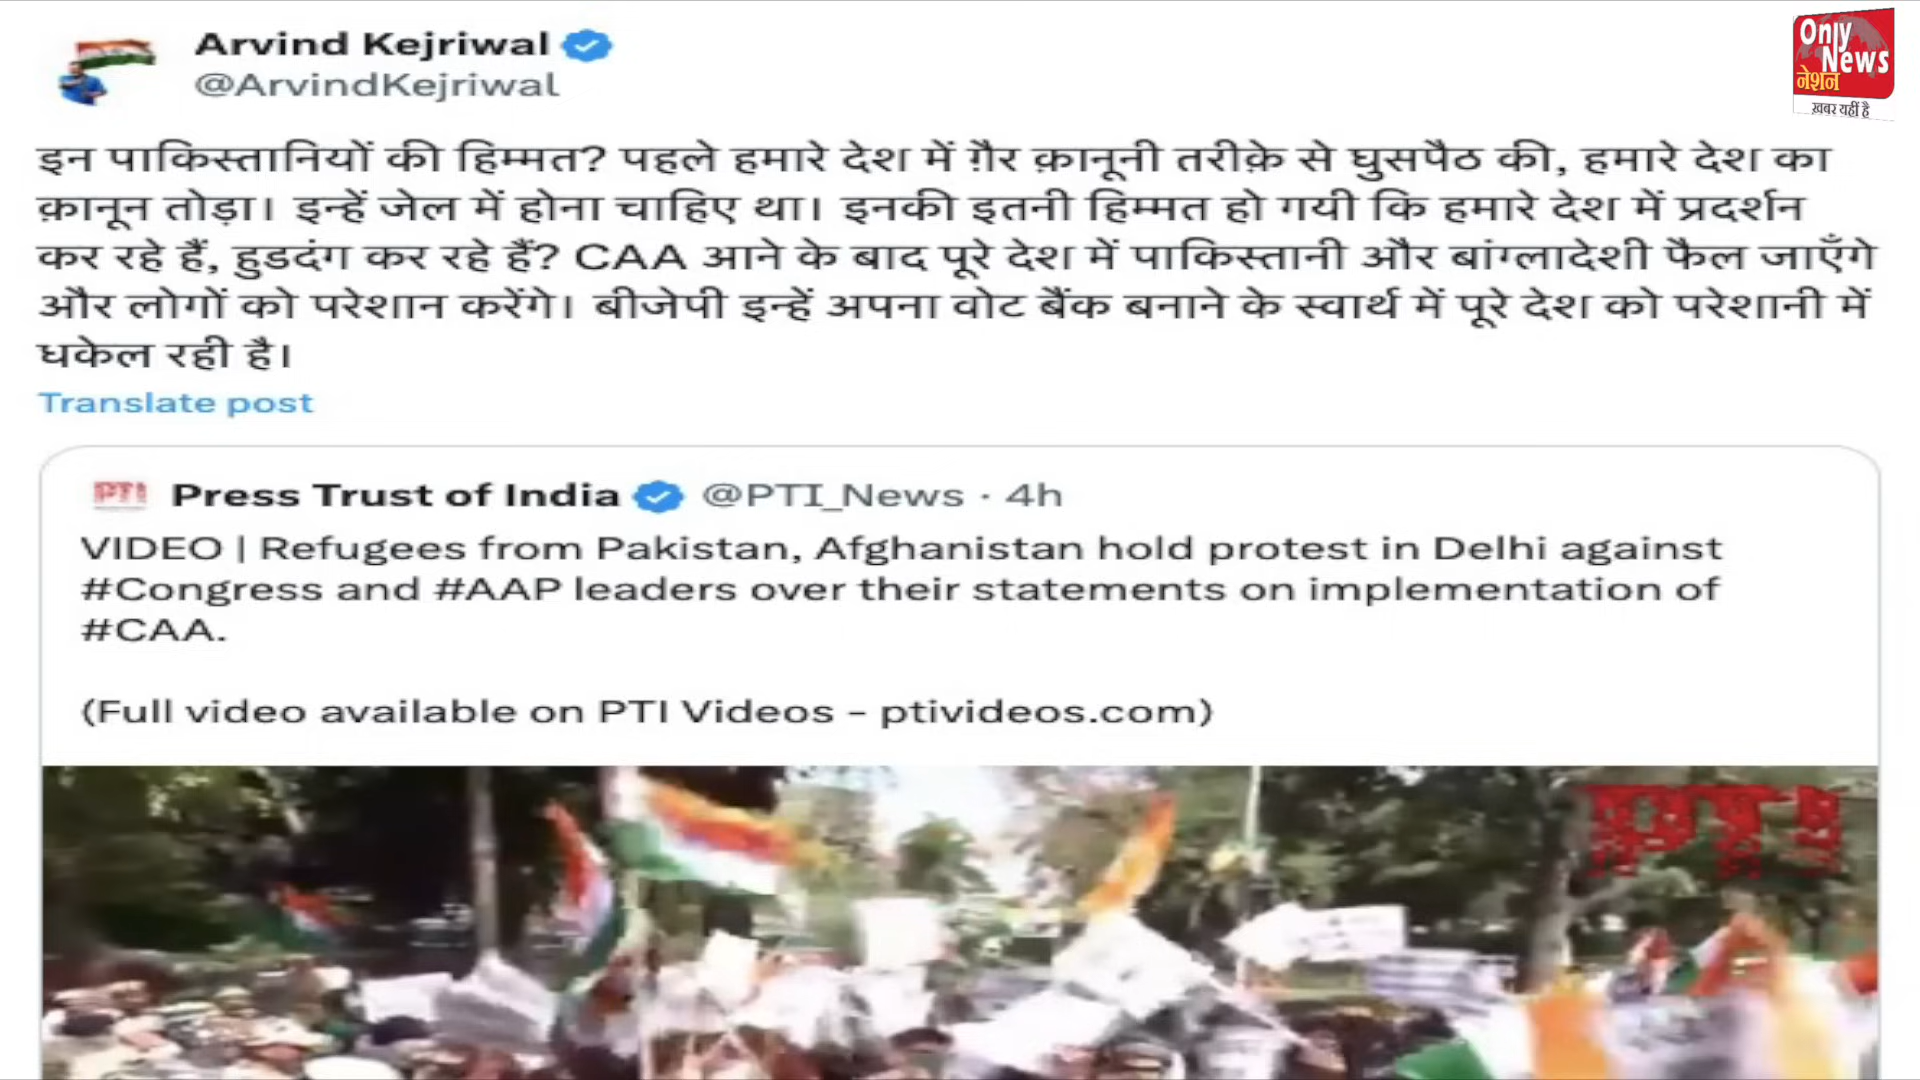 Arvind Kejriwal
@ArvindKejriwal
Only
News
नेशन
ख़बर यहीं है
इन पाकिस्तानियों की हिम्मत? पहले हमारे देश में ग़ैर क़ानूनी तरीक़े से घुसपैठ की, हमारे देश का
क़ानून तोड़ा। इन्हें जेल में होना चाहिए था। इनकी इतनी हिम्मत हो गयी कि हमारे देश में प्रदर्शन
कर रहे हैं, हुडदंग कर रहे हैं? CAA आने के बाद पूरे देश में पाकिस्तानी और बांग्लादेशी फैल जाएँगे
और लोगों को परेशान करेंगे। बीजेपी इन्हें अपना वोट बैंक बनाने के स्वार्थ में पूरे देश को परेशानी में
धकेल रही है।
Translate post
PTI Press Trust of India @PTI_News · 4h
VIDEO | Refugees from Pakistan, Afghanistan hold protest in Delhi against
#Congress and #AAP leaders over their statements on implementation of
#CAA.
(Full video available on PTI Videos - ptivideos.com)
PTI